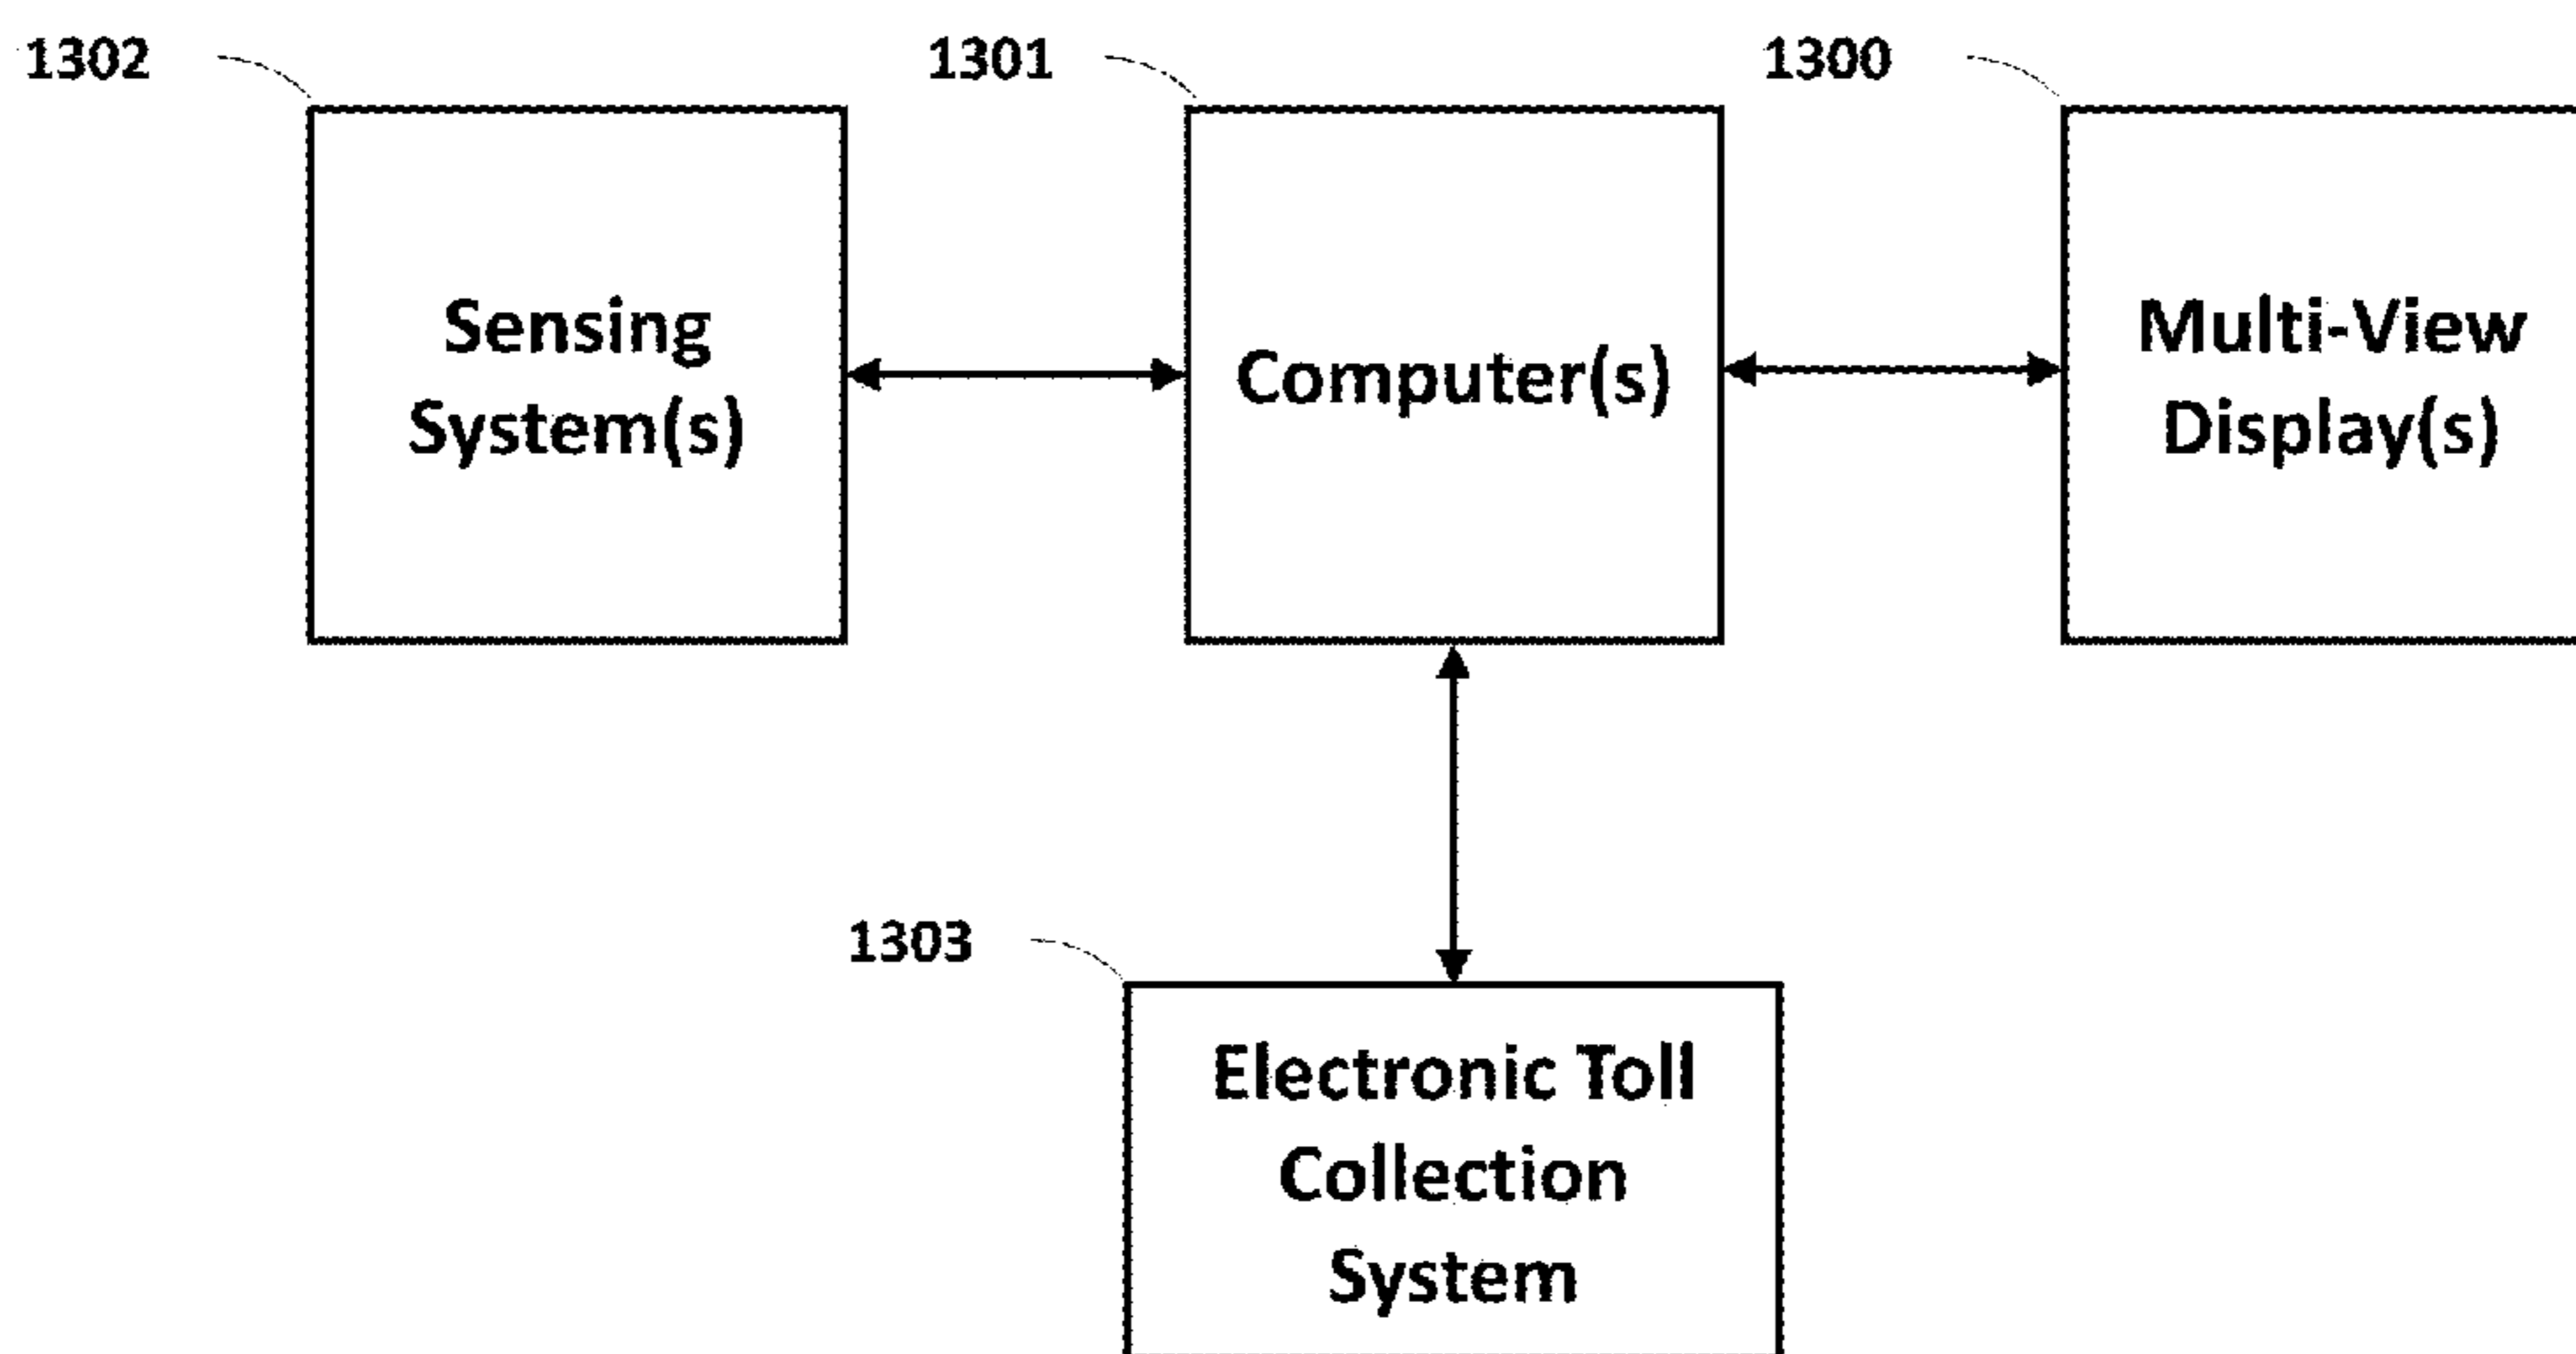 1302
1301
1300
Sensing
System(s)
Computer(s)
Multi-View
Display(s)
1303
Electronic Toll
Collection
System